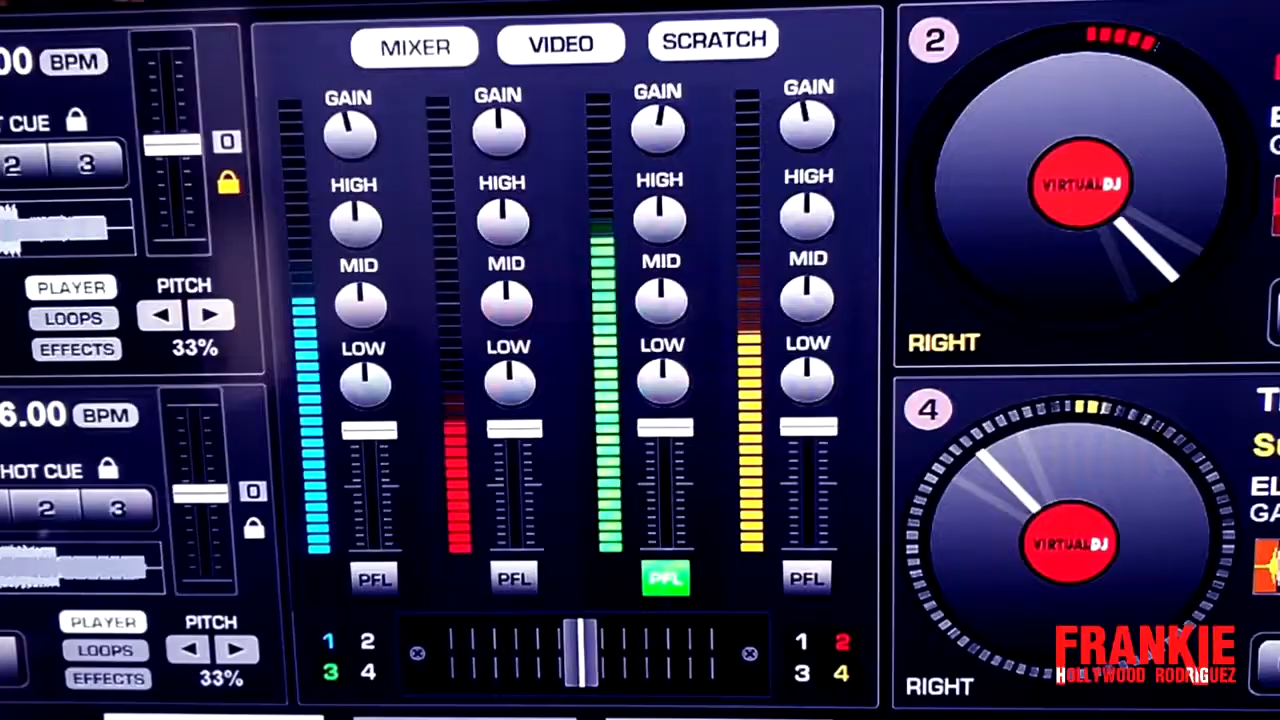 00 BPM
T CUE
2 3
0
PLAYER
LOOPS
EFFECTS
PITCH
33%
6.00 BPM
HOT CUE
2 3
0
PLAYER
LOOPS
EFFECTS
PITCH
33%
MIXER VIDEO SCRATCH
GAIN GAIN GAIN GAIN
HIGH HIGH HIGH HIGH
MID MID MID MID
LOW LOW LOW LOW
PFL PFL PFL PFL
1 2
3 4
1 2
3 4
2
VIRTUALDJ
RIGHT
4
VIRTUALDJ
RIGHT
FRANKIE
HOLLYWOOD RODRIGUEZ